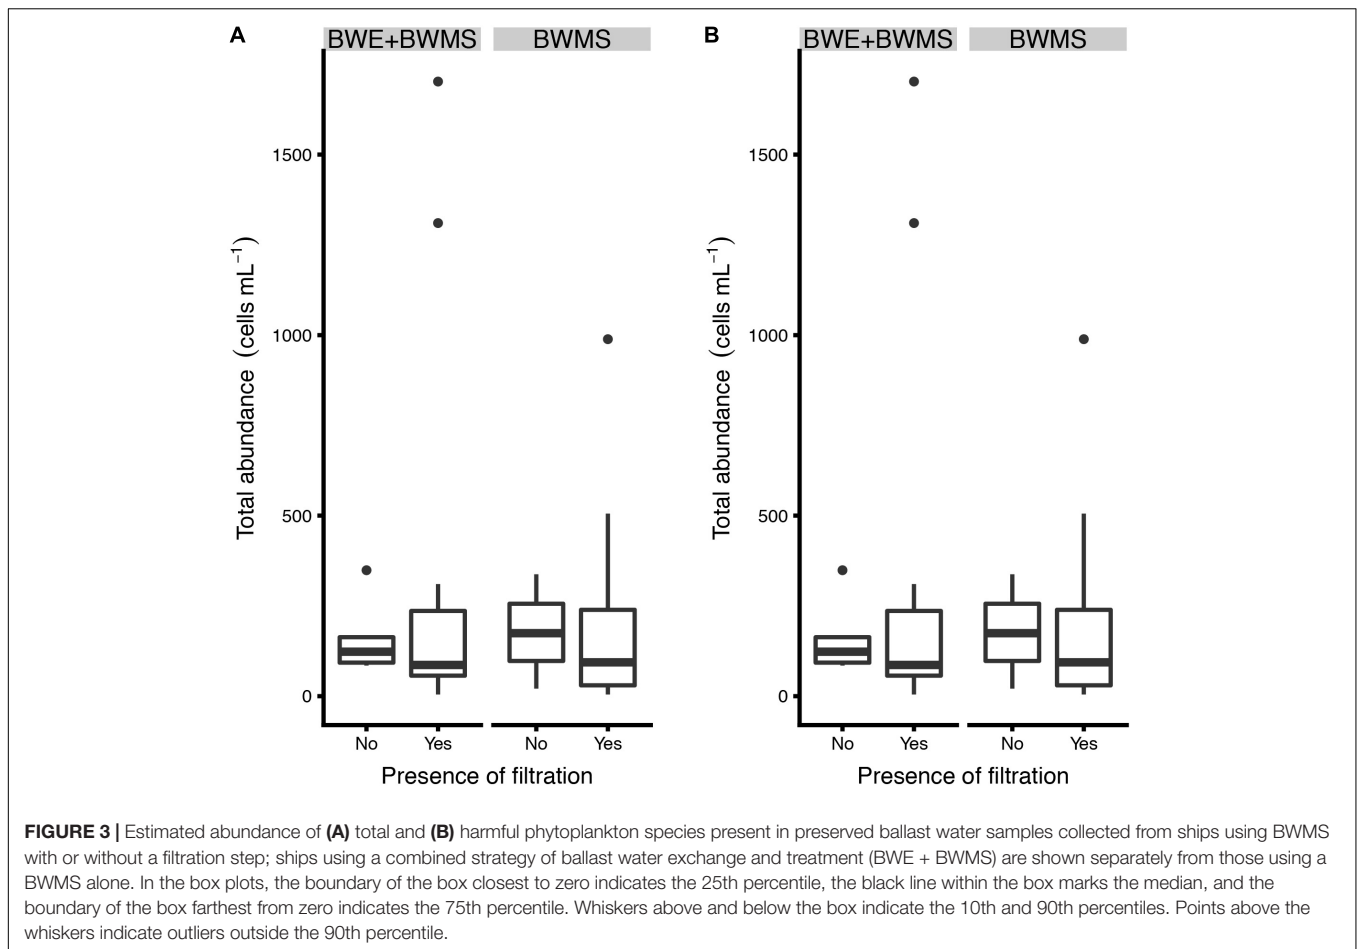 A
BWE+BWMS BWMS
Total abundance (cells mL⁻¹)
1500
1000
500
0
No Yes No Yes
Presence of filtration
B
BWE+BWMS BWMS
Total abundance (cells mL⁻¹)
1500
1000
500
0
No Yes No Yes
Presence of filtration
FIGURE 3 | Estimated abundance of (A) total and (B) harmful phytoplankton species present in preserved ballast water samples collected from ships using BWMS
with or without a filtration step; ships using a combined strategy of ballast water exchange and treatment (BWE + BWMS) are shown separately from those using a
BWMS alone. In the box plots, the boundary of the box closest to zero indicates the 25th percentile, the black line within the box marks the median, and the
boundary of the box farthest from zero indicates the 75th percentile. Whiskers above and below the box indicate the 10th and 90th percentiles. Points above the
whiskers indicate outliers outside the 90th percentile.